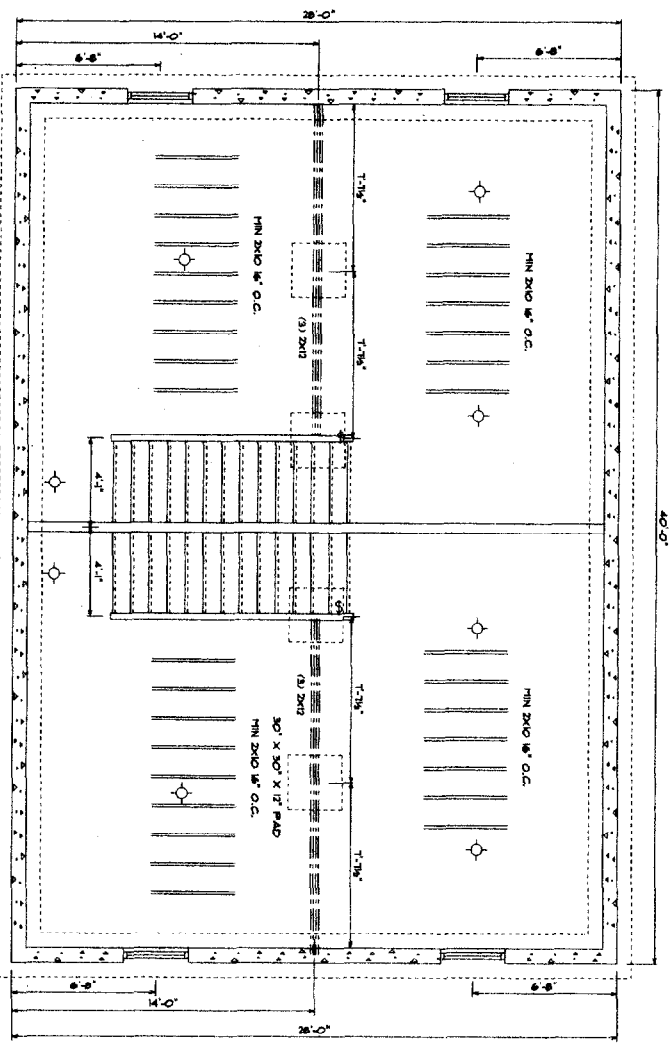 28'-0"
14'-0"
6'-8"
6'-8"
7'-7½"
MIN 2X10 16" O.C.
MIN 2X10 16" O.C.
(3) 2X12
7'-7½"
4'-1"
4'-1"
40'-0"
(3) 2X12
7'-7½"
MIN 2X10 16" O.C.
30" X 30" X 12" PAD
MIN 2X10 16" O.C.
7'-7½"
6'-8"
6'-8"
14'-0"
28'-0"